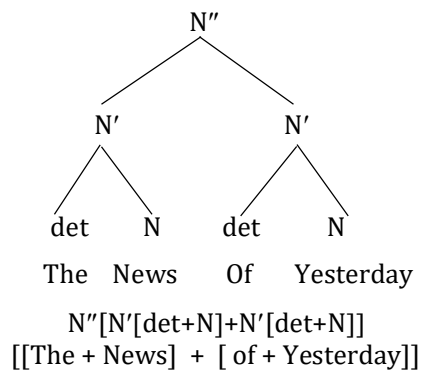 N″
N′ N′
det N det N
The News Of Yesterday
N″[N′[det+N]+N′[det+N]]
[[The + News] + [ of + Yesterday]]